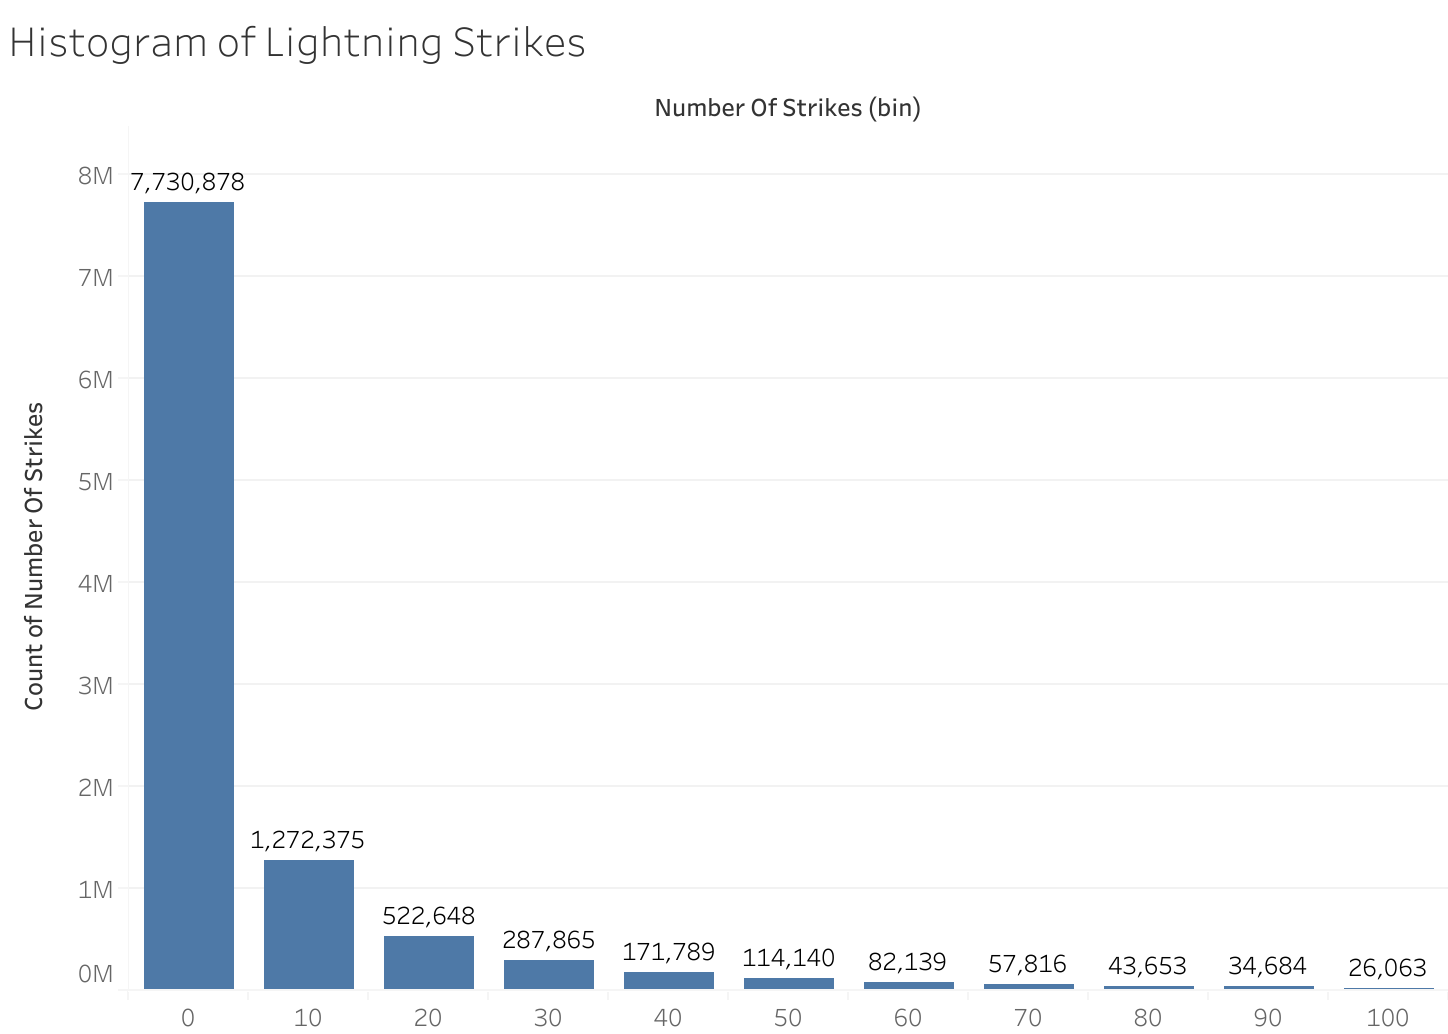 Histogram of Lightning Strikes
Number Of Strikes (bin)
Count of Number Of Strikes
8M
7M
6M
5M
4M
3M
2M
1M
0M
7,730,878
1,272,375
522,648
287,865
171,789
114,140
82,139
57,816
43,653
34,684
26,063
0 10 20 30 40 50 60 70 80 90 100